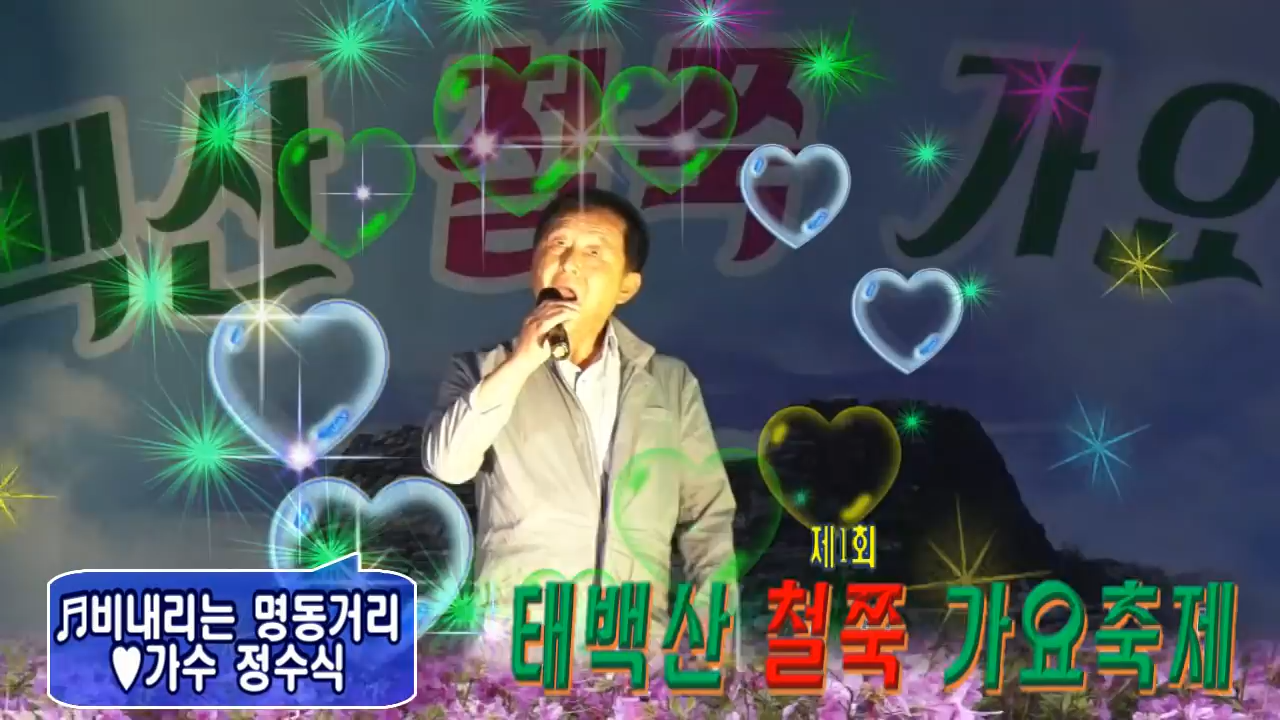 백산 철쭉 가요
제1회
태백산 철쭉 가요축제
♬비내리는 명동거리
♥가수 정수식